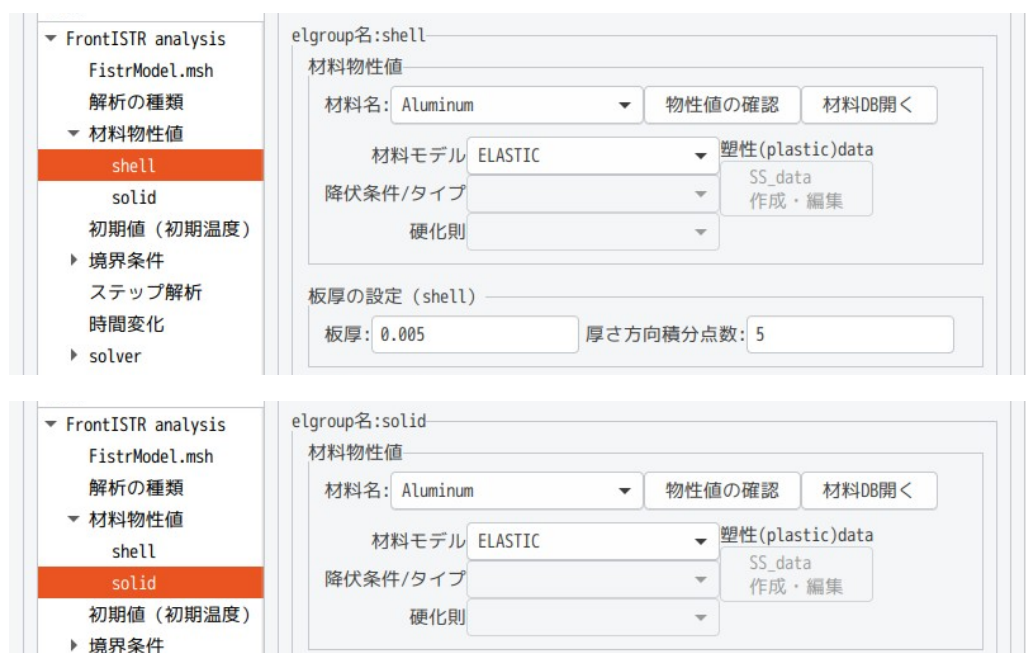 FrontISTR analysis
FistrModel.msh
解析の種類
材料物性値
shell
solid
初期値（初期温度）
境界条件
ステップ解析
時間変化
solver
elgroup名:shell
材料物性値
材料名: Aluminum 物性値の確認 材料DB開く
材料モデル ELASTIC 塑性(plastic)data
降伏条件/タイプ SS_data
作成・編集
硬化則
板厚の設定（shell）
板厚: 0.005 厚さ方向積分点数: 5
FrontISTR analysis
FistrModel.msh
解析の種類
材料物性値
shell
solid
初期値（初期温度）
境界条件
elgroup名:solid
材料物性値
材料名: Aluminum 物性値の確認 材料DB開く
材料モデル ELASTIC 塑性(plastic)data
降伏条件/タイプ SS_data
作成・編集
硬化則